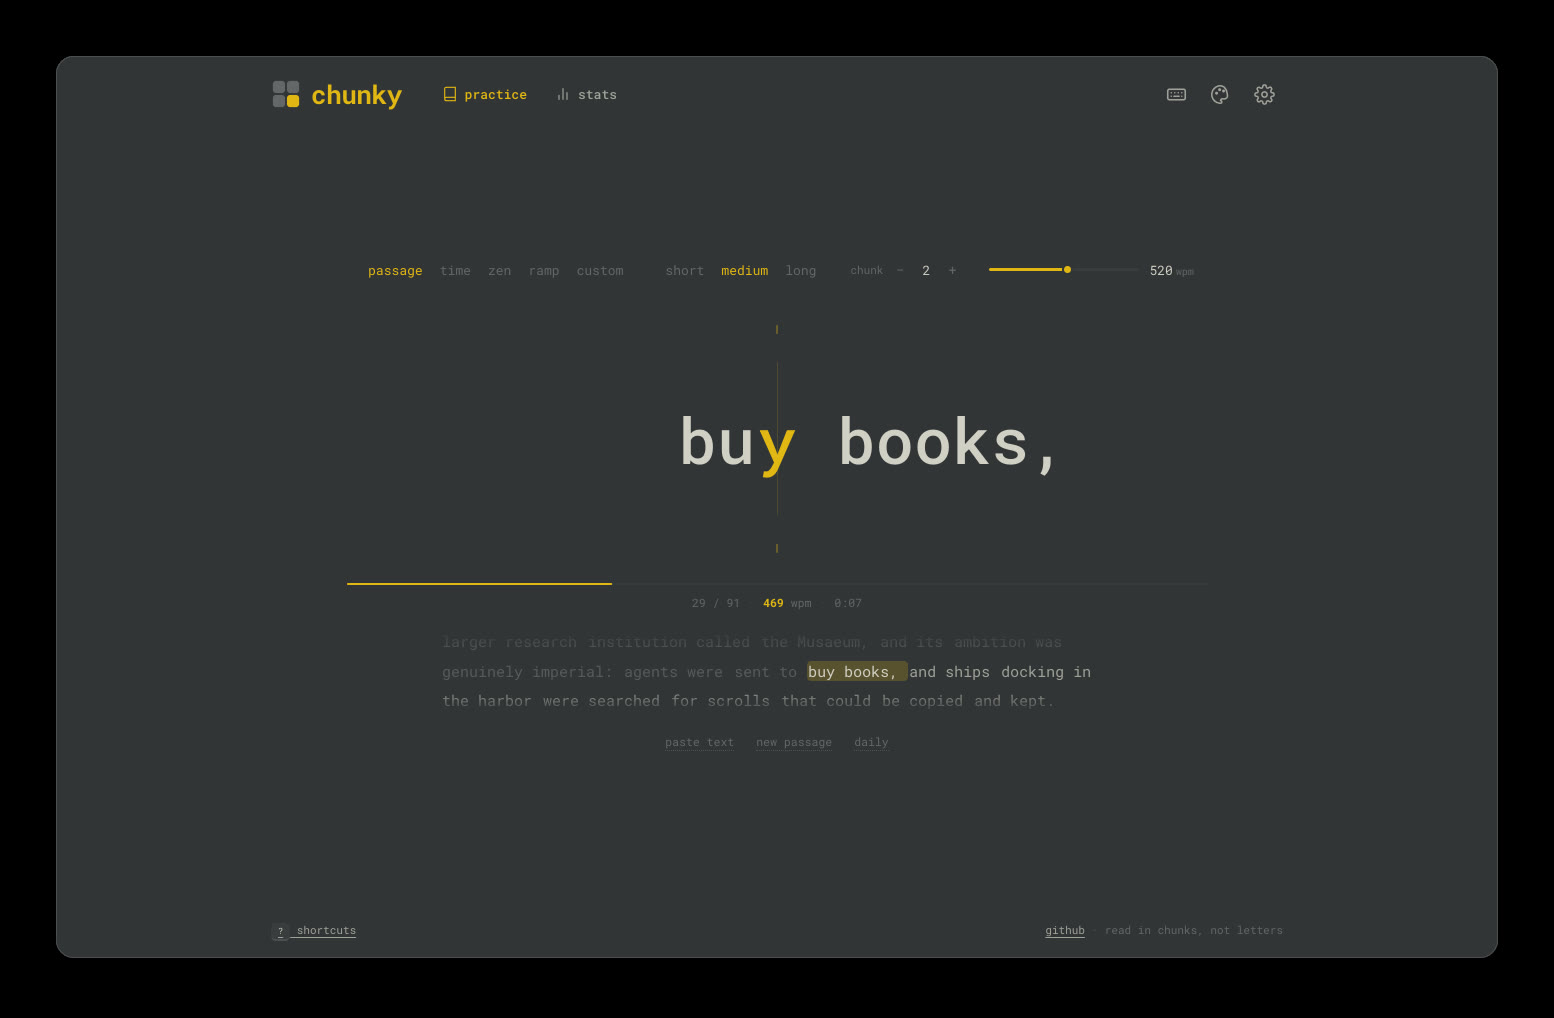 chunky practice stats
passage time zen ramp custom short medium long chunk − 2 + 520 wpm
buy books,
29 / 91 · 469 wpm · 0:07
larger research institution called the Musaeum, and its ambition was
genuinely imperial: agents were sent to buy books, and ships docking in
the harbor were searched for scrolls that could be copied and kept.
paste text new passage daily
? shortcuts github · read in chunks, not letters